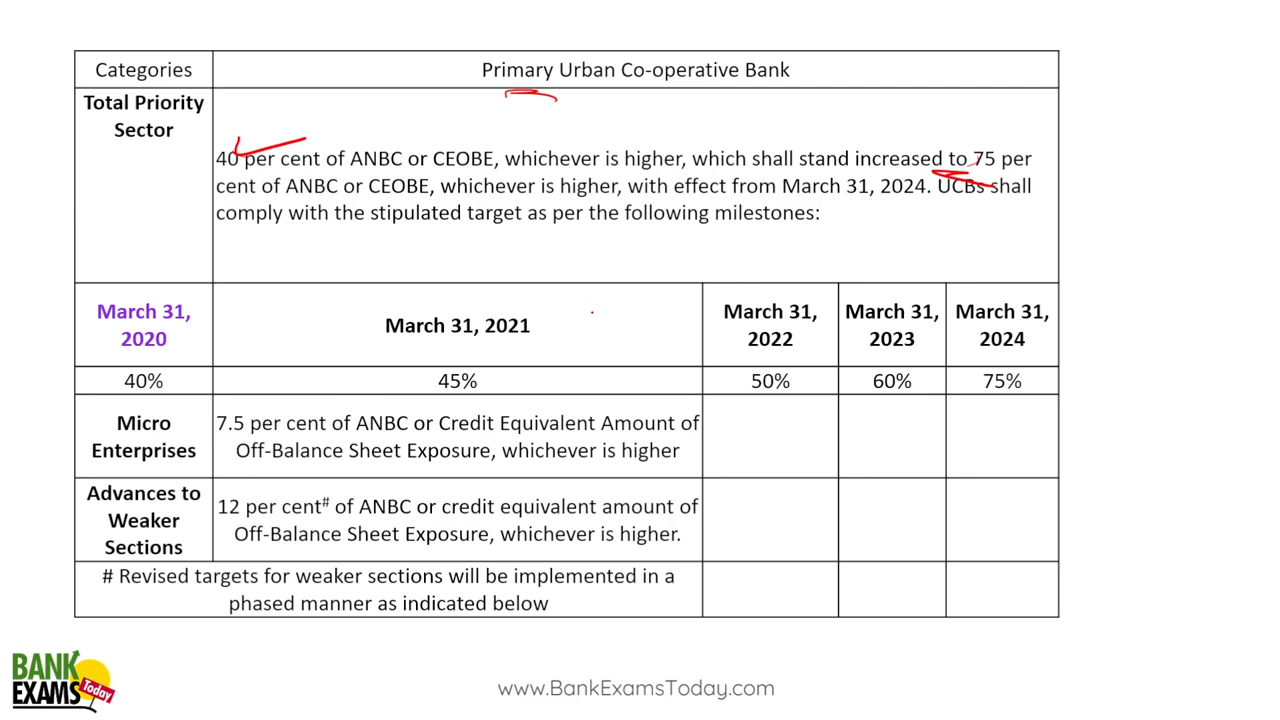 Categories
Primary Urban Co-operative Bank
Total Priority
Sector
40 per cent of ANBC or CEOBE, whichever is higher, which shall stand increased to 75 per
cent of ANBC or CEOBE, whichever is higher, with effect from March 31, 2024. UCBs shall
comply with the stipulated target as per the following milestones:
March 31,
2020
March 31, 2021
March 31,
2022
March 31,
2023
March 31,
2024
40%
45%
50%
60%
75%
Micro
Enterprises
7.5 per cent of ANBC or Credit Equivalent Amount of
Off-Balance Sheet Exposure, whichever is higher
Advances to
Weaker
Sections
12 per cent# of ANBC or credit equivalent amount of
Off-Balance Sheet Exposure, whichever is higher.
# Revised targets for weaker sections will be implemented in a
phased manner as indicated below
BANK
EXAMS
Today
www.BankExamsToday.com